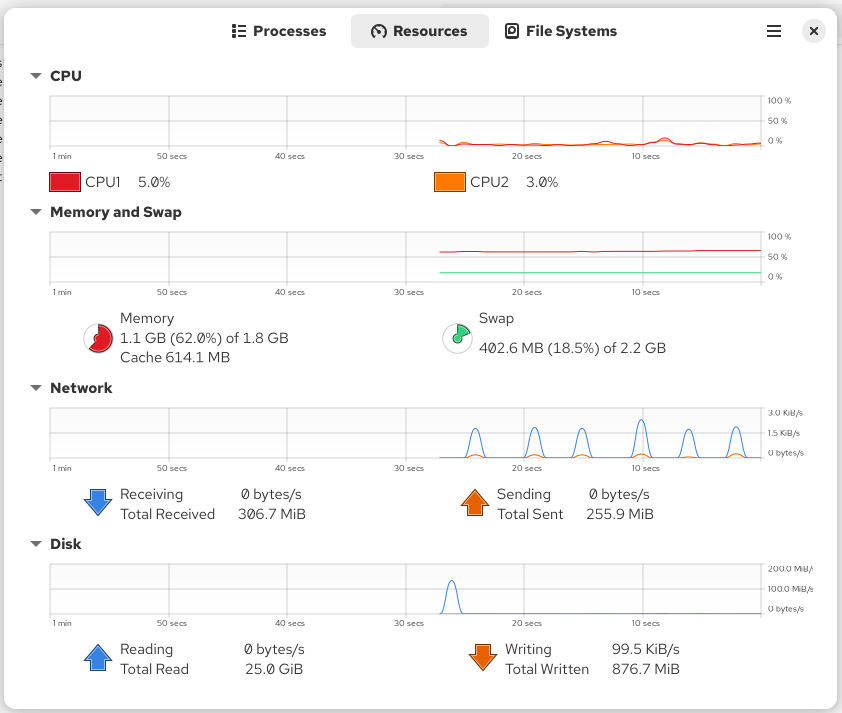 Processes Resources File Systems
CPU
100 %
50 %
0 %
1 min 50 secs 40 secs 30 secs 20 secs 10 secs
CPU1 5.0% CPU2 3.0%
Memory and Swap
100 %
50 %
0 %
1 min 50 secs 40 secs 30 secs 20 secs 10 secs
Memory
1.1 GB (62.0%) of 1.8 GB
Cache 614.1 MB
Swap
402.6 MB (18.5%) of 2.2 GB
Network
3.0 KiB/s
1.5 KiB/s
0 bytes/s
1 min 50 secs 40 secs 30 secs 20 secs 10 secs
Receiving 0 bytes/s Sending 0 bytes/s
Total Received 306.7 MiB Total Sent 255.9 MiB
Disk
200.0 MiB/s
100.0 MiB/s
0 bytes/s
1 min 50 secs 40 secs 30 secs 20 secs 10 secs
Reading 0 bytes/s Writing 99.5 KiB/s
Total Read 25.0 GiB Total Written 876.7 MiB